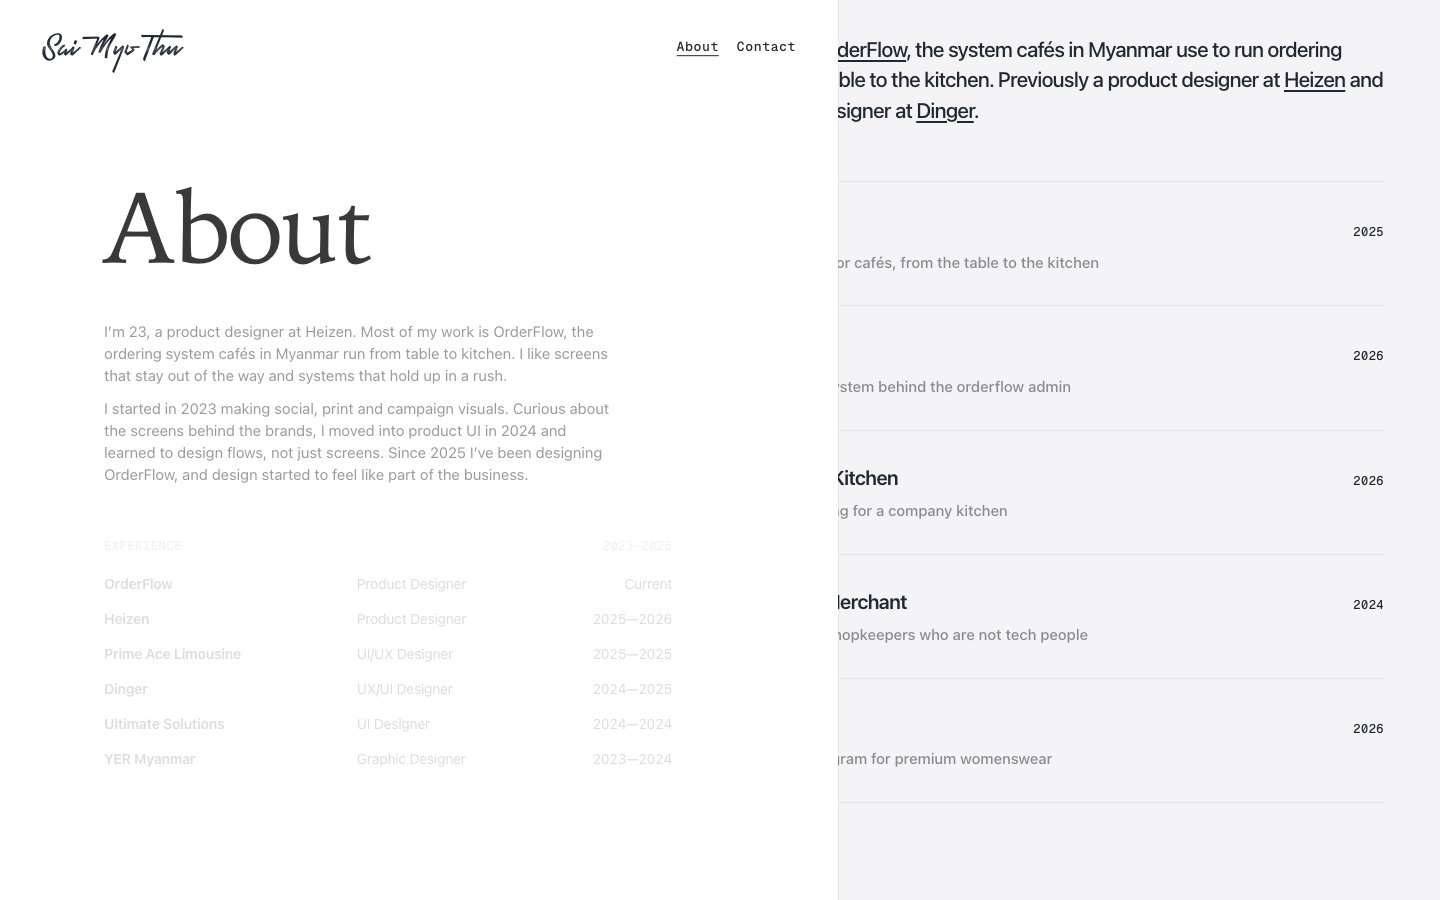 Sai Myo Thu
About
Contact
About
I’m 23, a product designer at Heizen. Most of my work is OrderFlow, the
ordering system cafés in Myanmar run from table to kitchen. I like screens
that stay out of the way and systems that hold up in a rush.
I started in 2023 making social, print and campaign visuals. Curious about
the screens behind the brands, I moved into product UI in 2024 and
learned to design flows, not just screens. Since 2025 I’ve been designing
OrderFlow, and design started to feel like part of the business.
EXPERIENCE 2023—2026
OrderFlow Product Designer Current
Heizen Product Designer 2025—2026
Prime Ace Limousine UI/UX Designer 2025—2025
Dinger UX/UI Designer 2024—2025
Ultimate Solutions UI Designer 2024—2024
YER Myanmar Graphic Designer 2023—2024
derFlow, the system cafés in Myanmar use to run ordering
ble to the kitchen. Previously a product designer at Heizen and
signer at Dinger.
2025
or cafés, from the table to the kitchen
2026
ystem behind the orderflow admin
Kitchen 2026
ng for a company kitchen
Merchant 2024
hopkeepers who are not tech people
2026
gram for premium womenswear